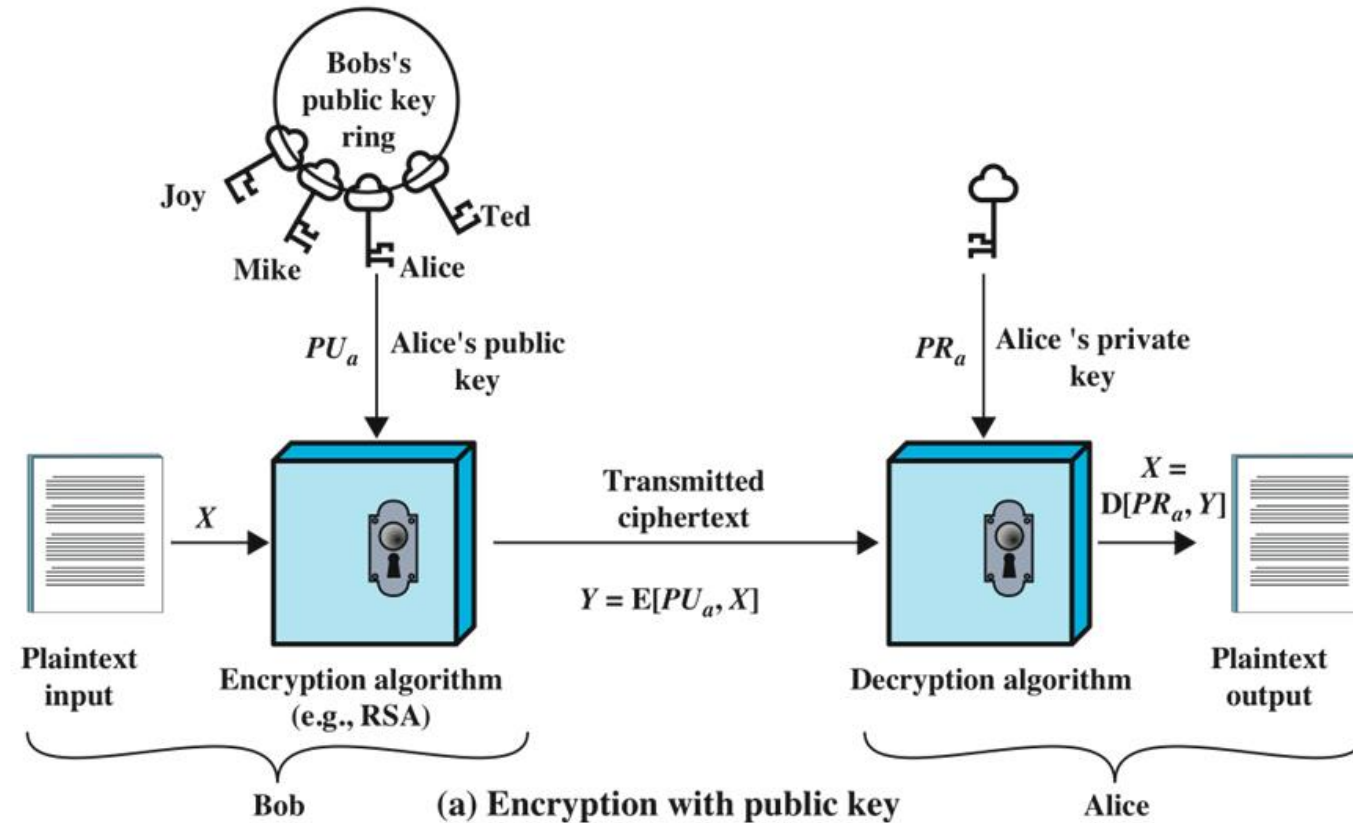 Bobs's
public key
ring
Joy
Ted
Mike
Alice
PUa
Alice's public
key
PRa
Alice 's private
key
X
Transmitted
ciphertext
X =
D[PRa, Y]
Y = E[PUa, X]
Plaintext
input
Encryption algorithm
(e.g., RSA)
Decryption algorithm
Plaintext
output
Bob
(a) Encryption with public key
Alice